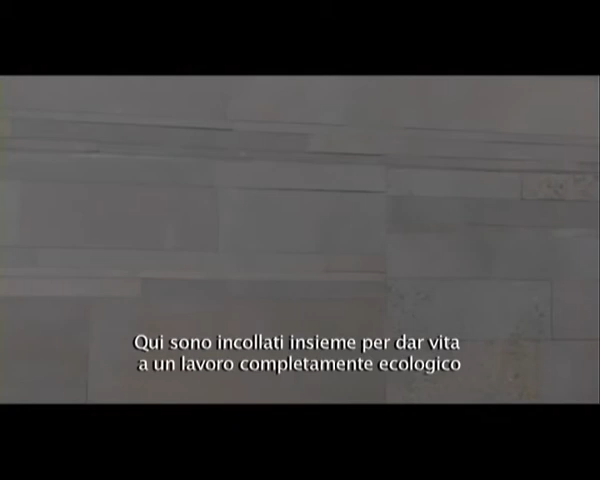 Qui sono incollati insieme per dar vita
a un lavoro completamente ecologico